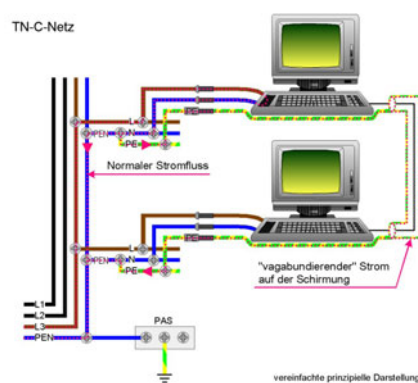 TN-C-Netz
L
PEN
N
PE
Normaler Stromfluss
L
PEN
N
PE
"vagabundierender" Strom
auf der Schirmung
L1
L2
L3
PEN
PAS
vereinfachte prinzipielle Darstellung